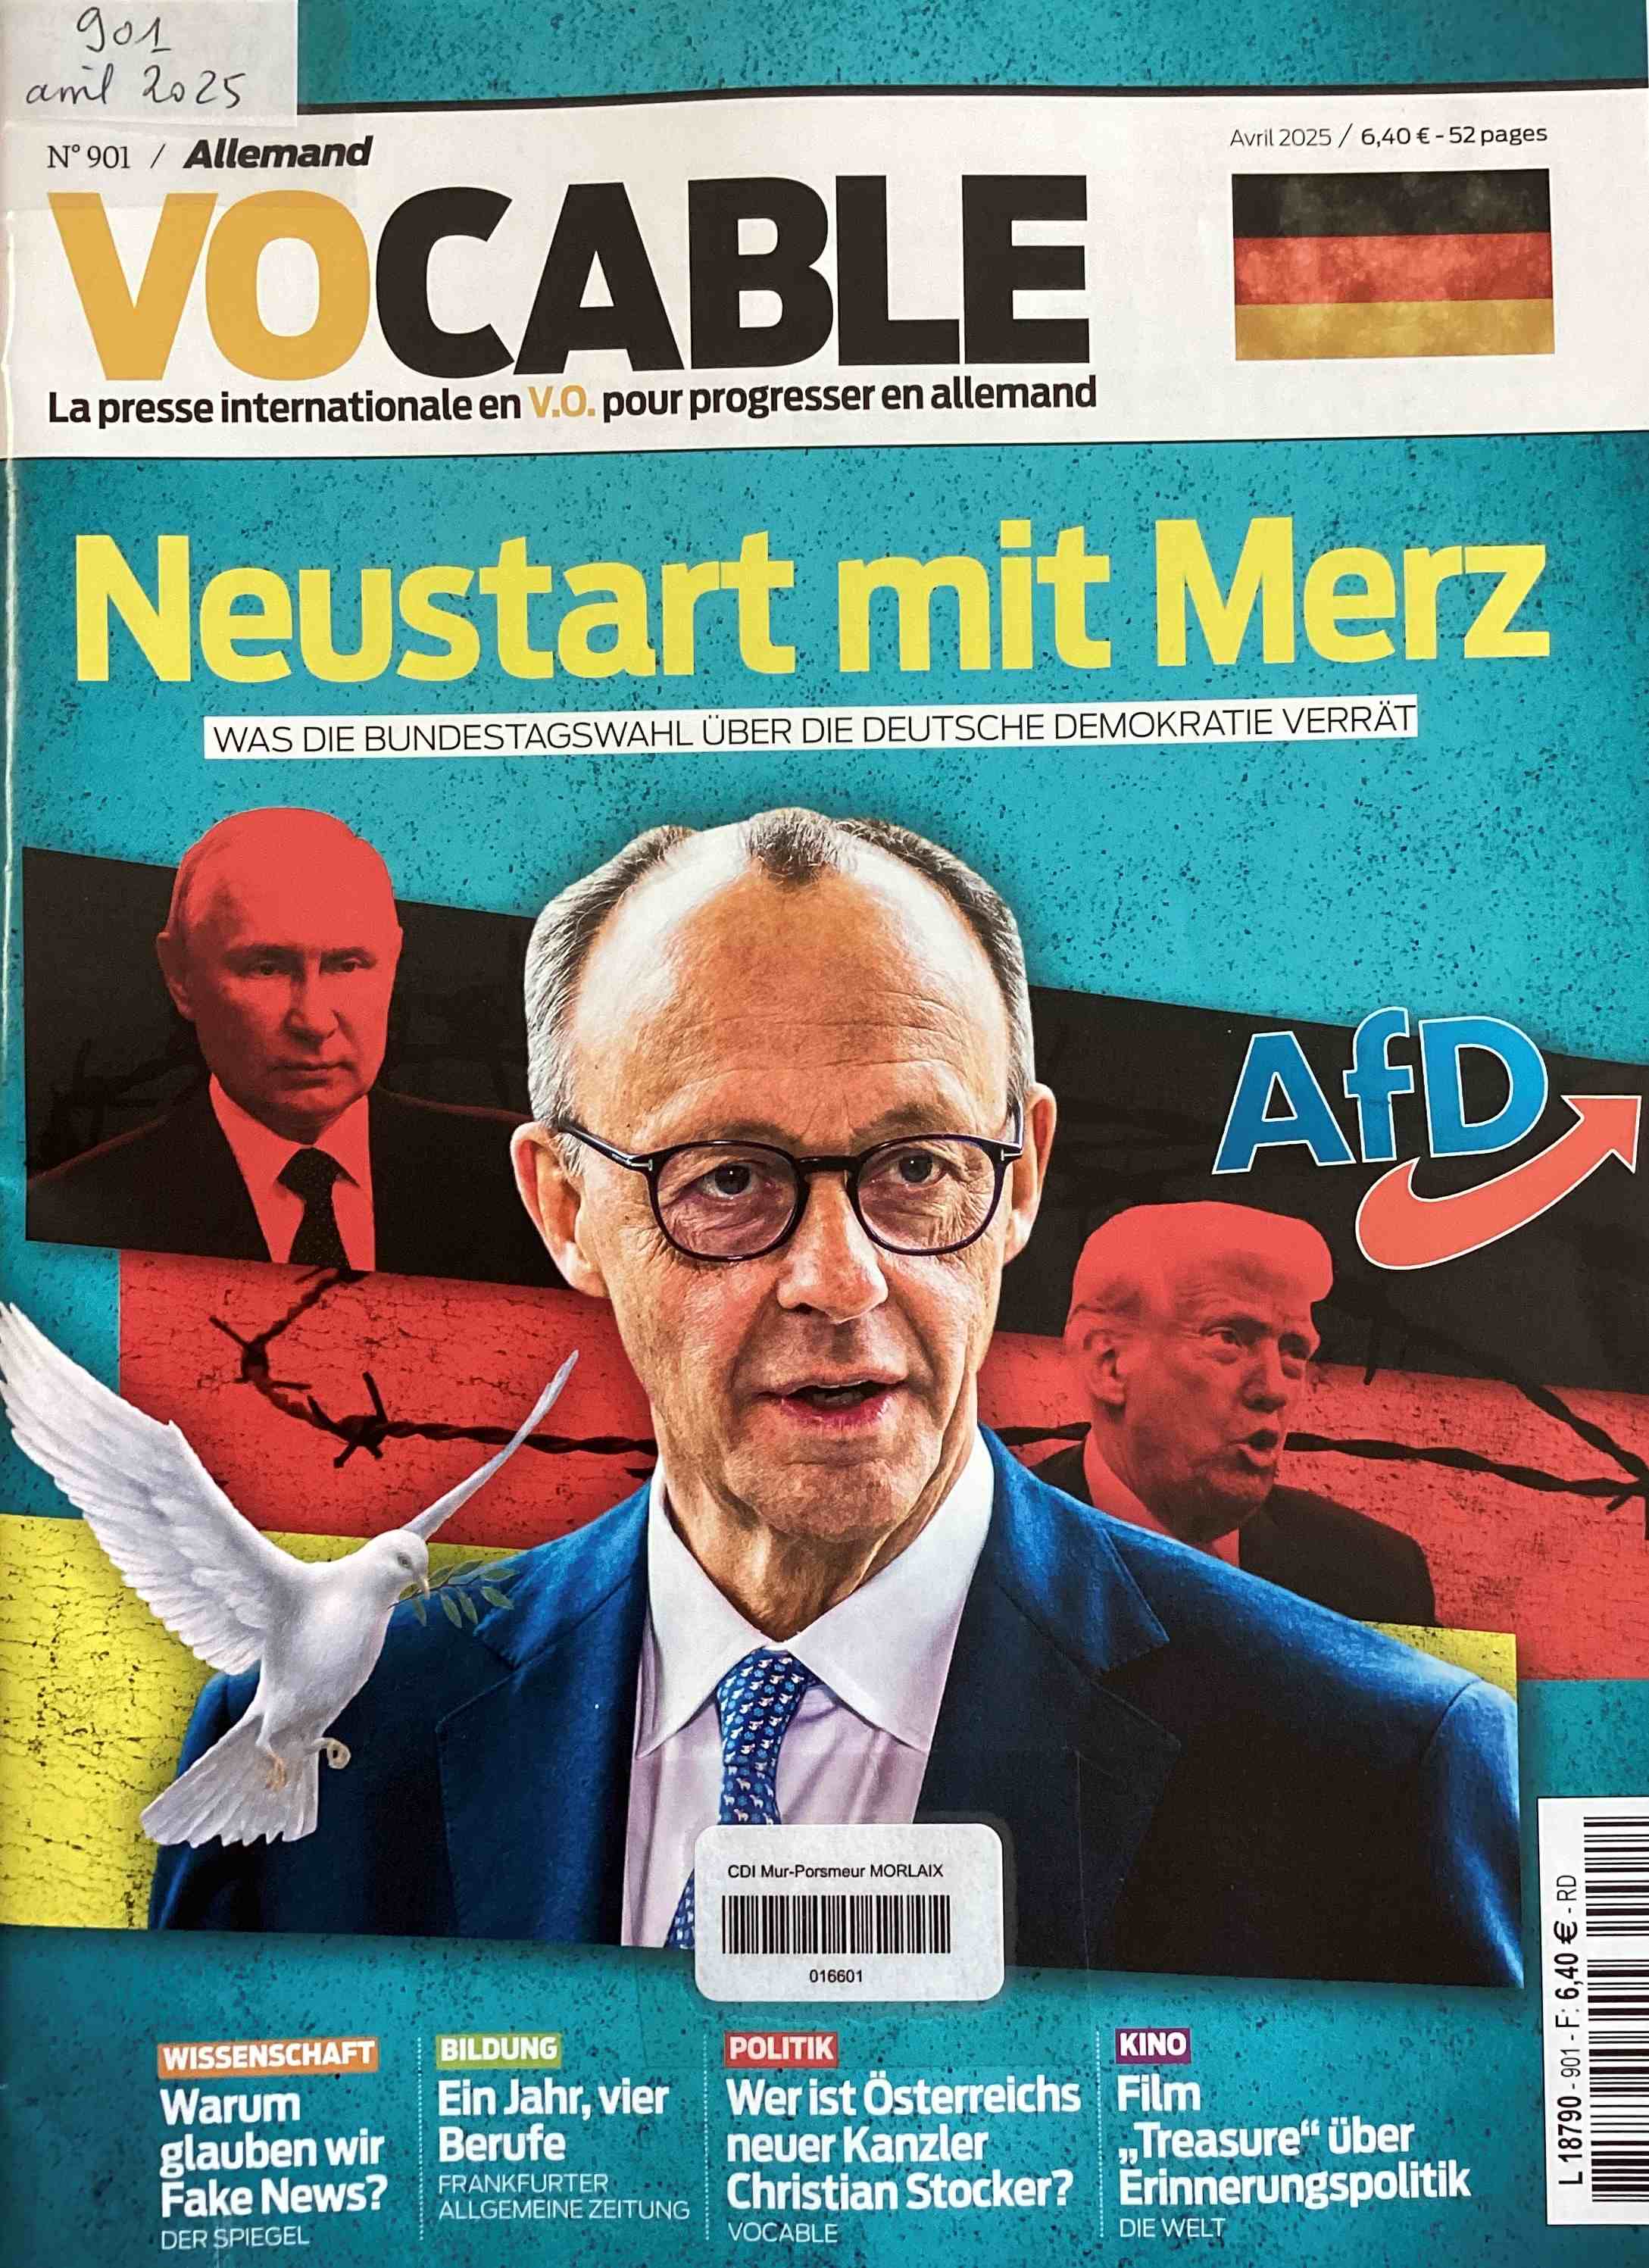 901
avril 2025
N° 901 / Allemand
Avril 2025 / 6,40 € - 52 pages
VOCABLE
La presse internationale en V.O. pour progresser en allemand
Neustart mit Merz
WAS DIE BUNDESTAGSWAHL ÜBER DIE DEUTSCHE DEMOKRATIE VERRÄT
AfD
CDI Mur-Porsmeur MORLAIX
016601
WISSENSCHAFT
Warum
glauben wir
Fake News?
DER SPIEGEL
BILDUNG
Ein Jahr, vier
Berufe
FRANKFURTER
ALLGEMEINE ZEITUNG
POLITIK
Wer ist Österreichs
neuer Kanzler
Christian Stocker?
VOCABLE
KINO
Film
„Treasure“ über
Erinnerungspolitik
DIE WELT
L 18790 - 901 - F: 6,40 € - RD